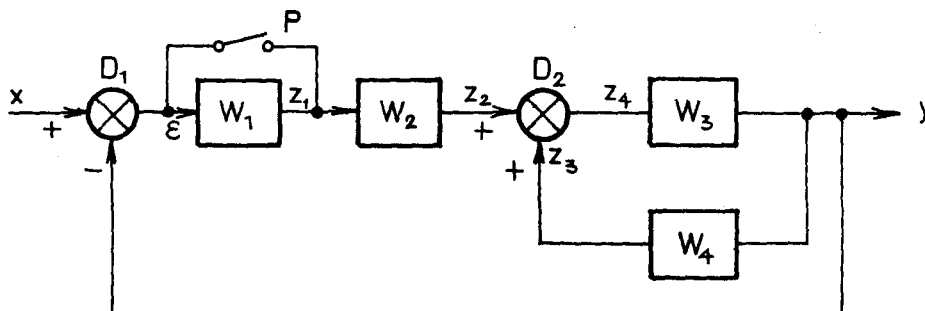 P
D₁
D₂
x
+
ε
W₁
z₁
W₂
z₂
+
z₄
W₃
y
−
+
z₃
W₄